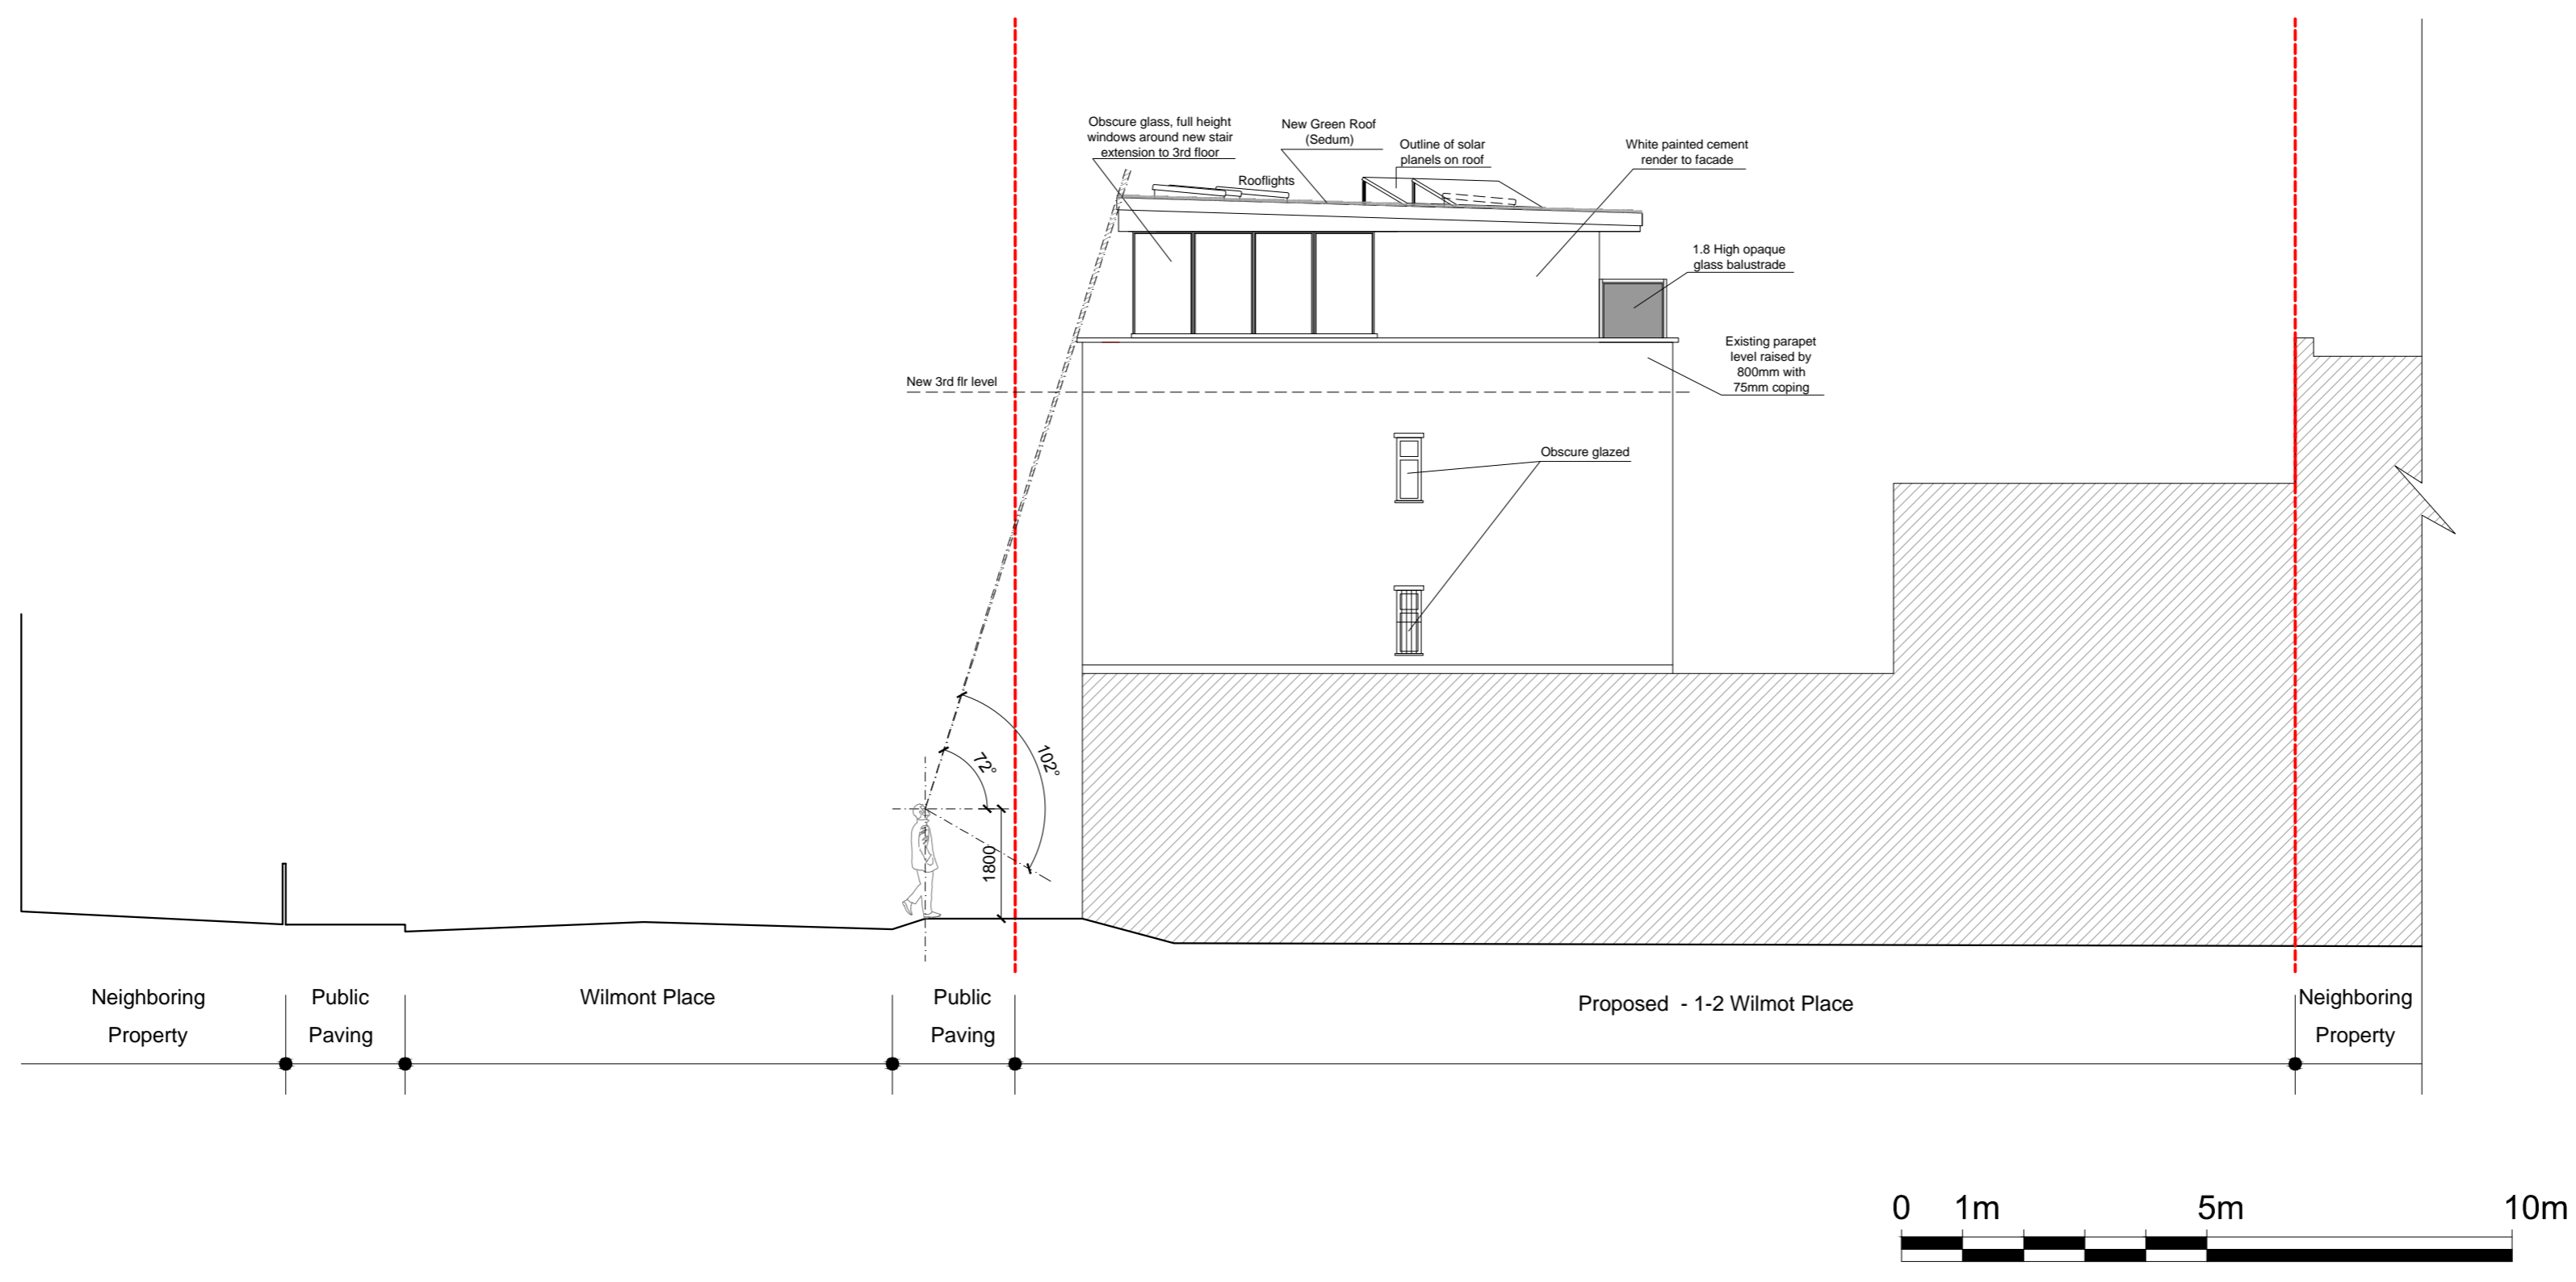 Obscure glass, full height
windows around new stair
extension to 3rd floor
New Green Roof
(Sedum)
Outline of solar
planels on roof
White painted cement
render to facade
Rooflights
1.8 High opaque
glass balustrade
Existing parapet
level raised by
800mm with
75mm coping
New 3rd flr level
Obscure glazed
72°
102°
1800
Neighboring
Property
Public
Paving
Wilmont Place
Public
Paving
Proposed - 1-2 Wilmot Place
Neighboring
Property
0 1m 5m 10m